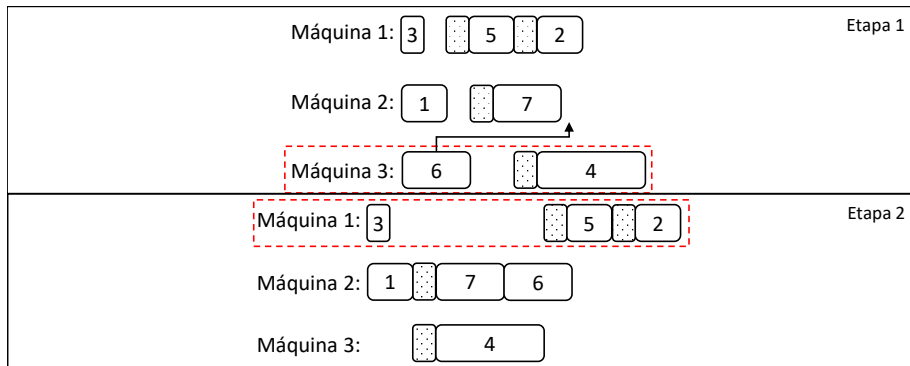 Etapa 1
Máquina 1: 3 5 2
Máquina 2: 1 7
Máquina 3: 6 4
Etapa 2
Máquina 1: 3 5 2
Máquina 2: 1 7 6
Máquina 3: 4